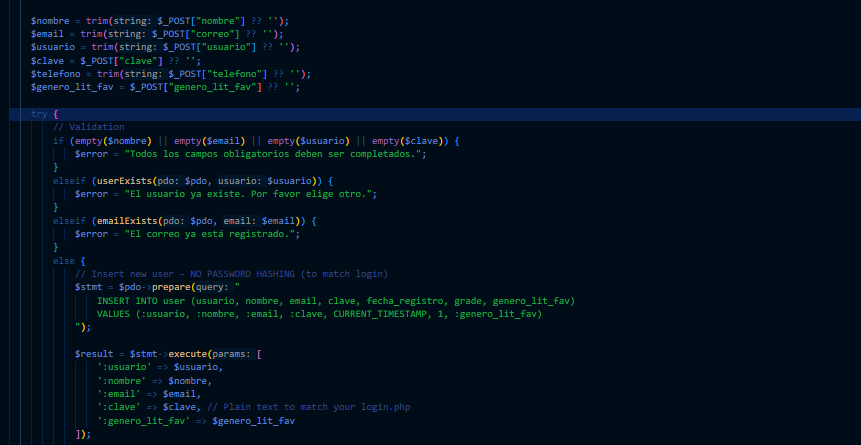 $nombre = trim(string: $_POST["nombre"] ?? '');
$email = trim(string: $_POST["correo"] ?? '');
$usuario = trim(string: $_POST["usuario"] ?? '');
$clave = $_POST["clave"] ?? '';
$telefono = trim(string: $_POST["telefono"] ?? '');
$genero_lit_fav = $_POST["genero_lit_fav"] ?? '';
try {
// Validation
if (empty($nombre) || empty($email) || empty($usuario) || empty($clave)) {
$error = "Todos los campos obligatorios deben ser completados.";
}
elseif (userExists(pdo: $pdo, usuario: $usuario)) {
$error = "El usuario ya existe. Por favor elige otro.";
}
elseif (emailExists(pdo: $pdo, email: $email)) {
$error = "El correo ya está registrado.";
}
else {
// Insert new user - NO PASSWORD HASHING (to match login)
$stmt = $pdo->prepare(query: "
INSERT INTO user (usuario, nombre, email, clave, fecha_registro, grade, genero_lit_fav)
VALUES (:usuario, :nombre, :email, :clave, CURRENT_TIMESTAMP, 1, :genero_lit_fav)
");
$result = $stmt->execute(params: [
':usuario' => $usuario,
':nombre' => $nombre,
':email' => $email,
':clave' => $clave, // Plain text to match your login.php
':genero_lit_fav' => $genero_lit_fav
]);